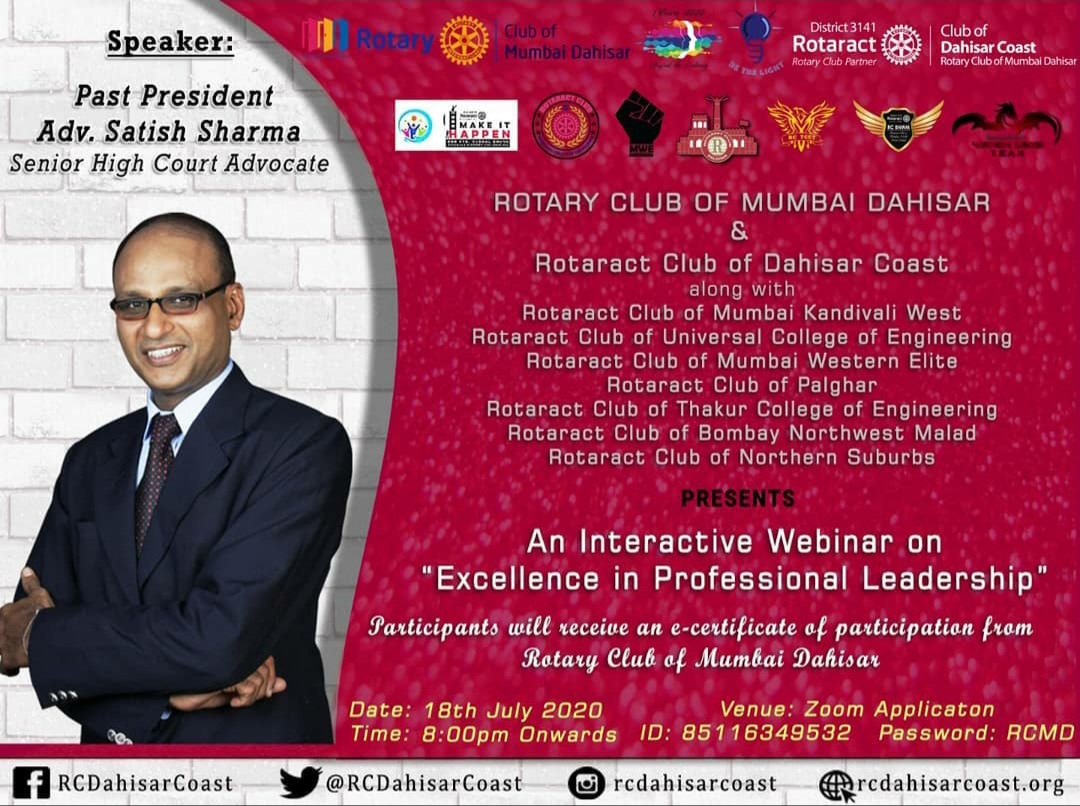 Speaker:
Past President
Adv. Satish Sharma
Senior High Court Advocate
Rotary
Club of
Mumbai Dahisar
BE THE LIGHT
District 3141
Rotaract
Rotary Club Partner
Club of
Dahisar Coast
Rotary Club of Mumbai Dahisar
MAKE IT
HAPPEN
ROTARACT CLUB
MWE
R
RC TCET
ROTARY CLUB OF MUMBAI DAHISAR
&
Rotaract Club of Dahisar Coast
along with
Rotaract Club of Mumbai Kandivali West
Rotaract Club of Universal College of Engineering
Rotaract Club of Mumbai Western Elite
Rotaract Club of Palghar
Rotaract Club of Thakur College of Engineering
Rotaract Club of Bombay Northwest Malad
Rotaract Club of Northern Suburbs
PRESENTS
An Interactive Webinar on
“Excellence in Professional Leadership”
Participants will receive an e-certificate of participation from
Rotary Club of Mumbai Dahisar
Date: 18th July 2020
Time: 8:00pm Onwards
Venue: Zoom Applicaton
ID: 85116349532 Password: RCMD
RCDahisarCoast
@RCDahisarCoast
rcdahisarcoast
rcdahisarcoast.org